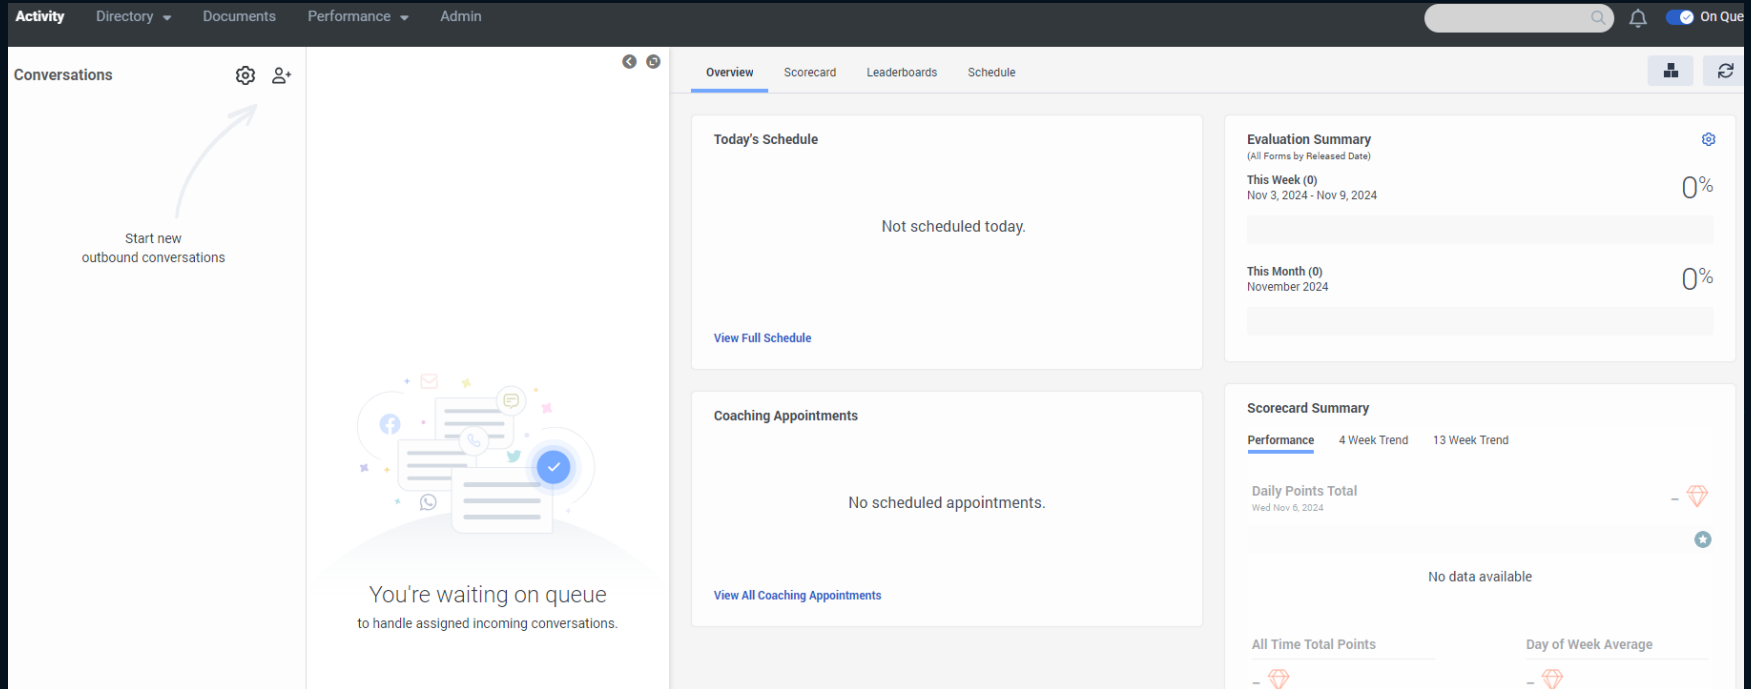 Activity
Directory
Documents
Performance
Admin
On Que
Conversations
Start new
outbound conversations
You're waiting on queue
to handle assigned incoming conversations.
Overview
Scorecard
Leaderboards
Schedule
Today's Schedule
Not scheduled today.
View Full Schedule
Coaching Appointments
No scheduled appointments.
View All Coaching Appointments
Evaluation Summary
(All Forms by Released Date)
This Week (0)
Nov 3, 2024 - Nov 9, 2024
0%
This Month (0)
November 2024
0%
Scorecard Summary
Performance
4 Week Trend
13 Week Trend
Daily Points Total
Wed Nov 6, 2024
–
No data available
All Time Total Points
–
Day of Week Average
–